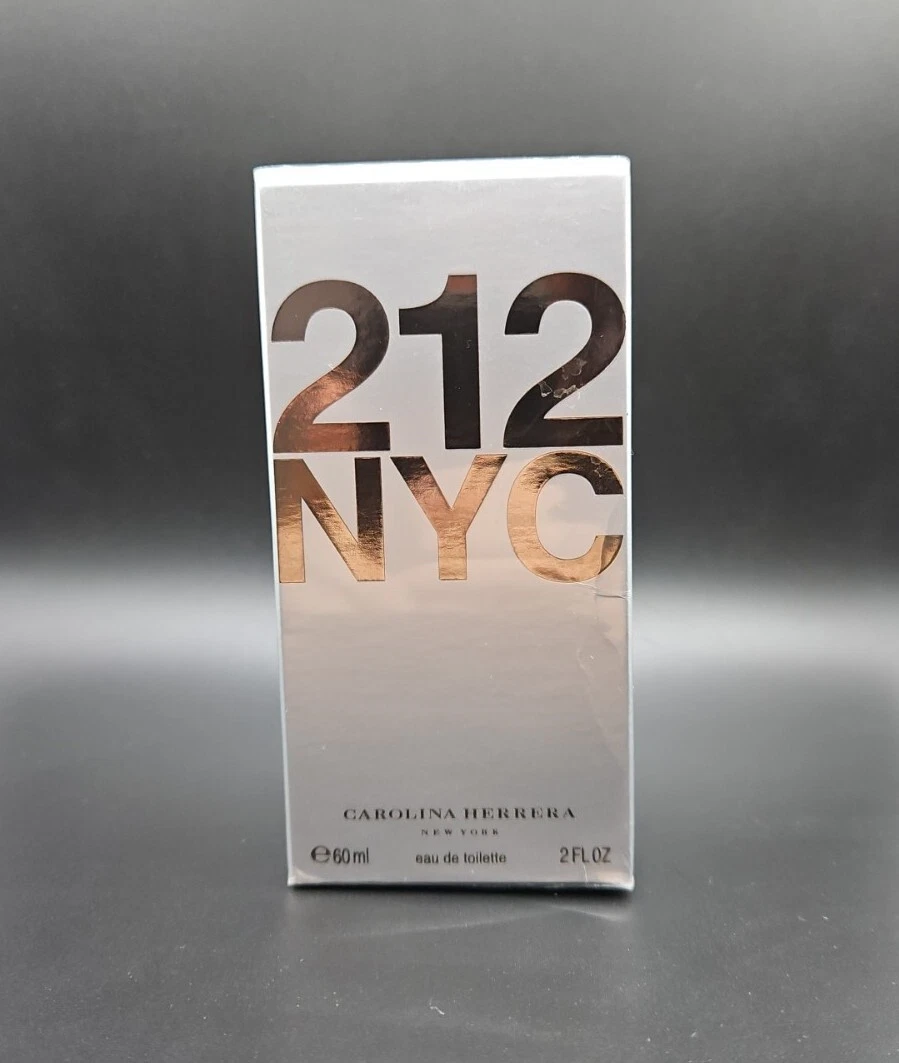 212
NYC
CAROLINA HERRERA
NEW YORK
℮60ml eau de toilette 2 FL OZ